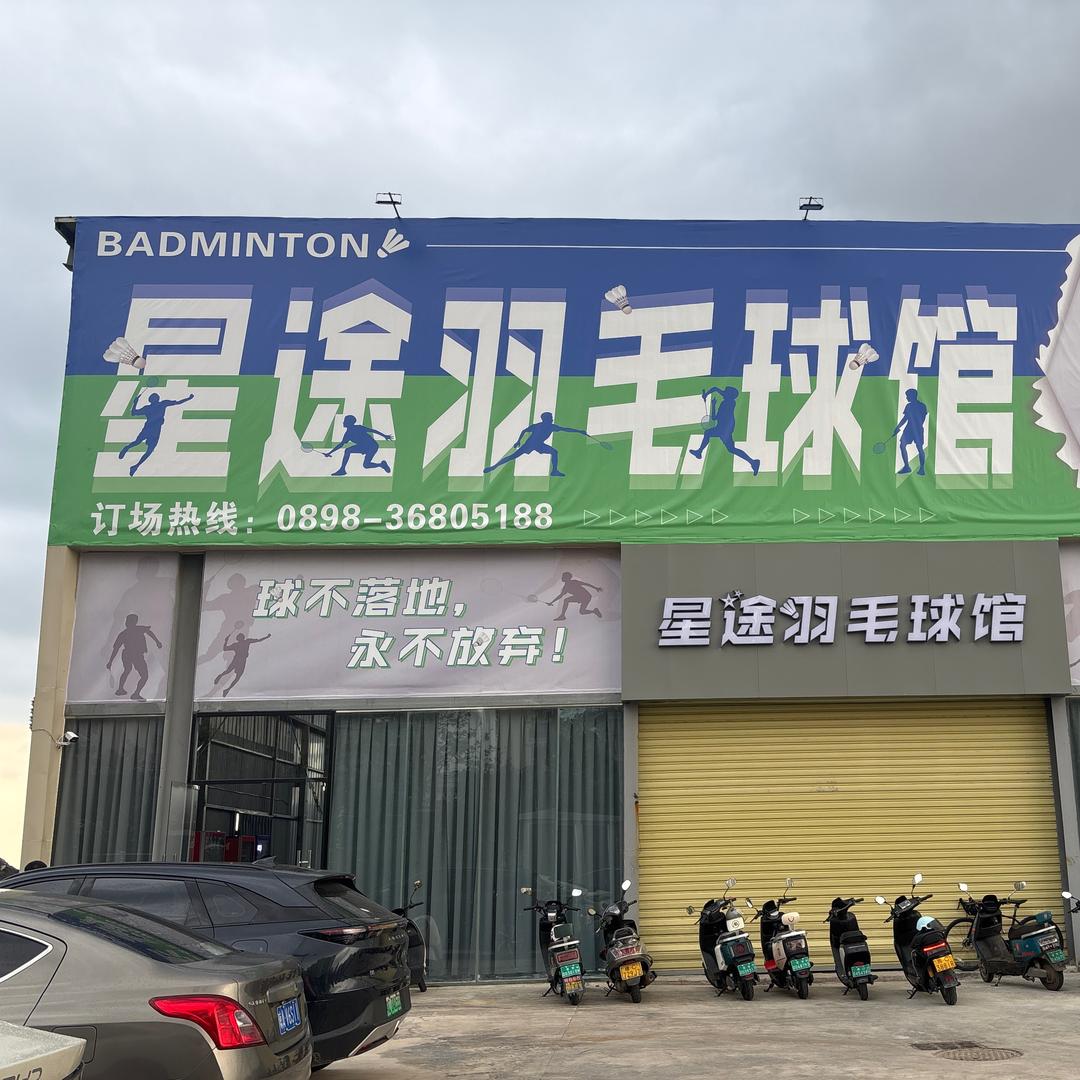 BADMINTON
星途羽毛球馆
订场热线：0898-36805188
球不落地，
永不放弃！
星途羽毛球馆